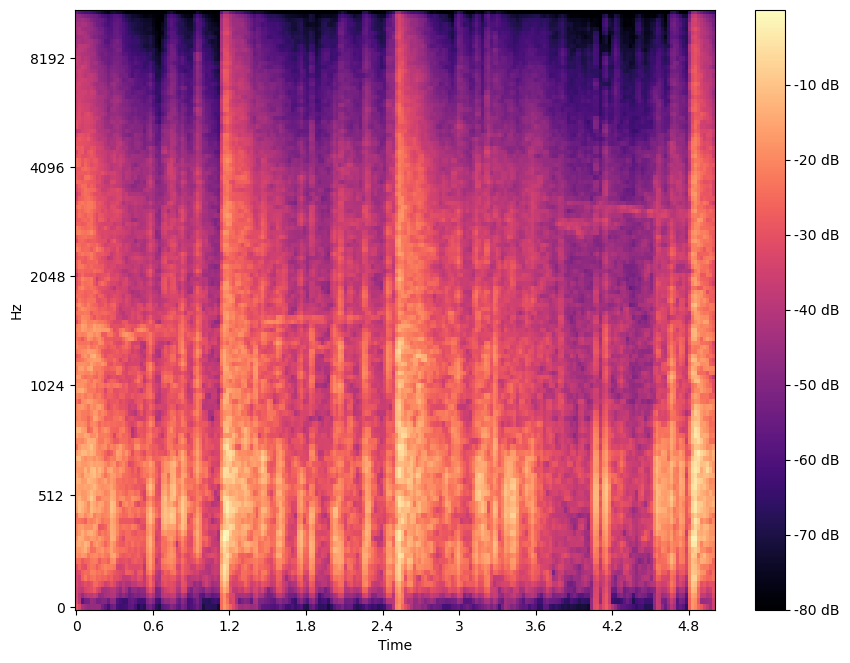 8192
4096
2048
1024
512
0
Hz
0 0.6 1.2 1.8 2.4 3 3.6 4.2 4.8
Time
-10 dB
-20 dB
-30 dB
-40 dB
-50 dB
-60 dB
-70 dB
-80 dB